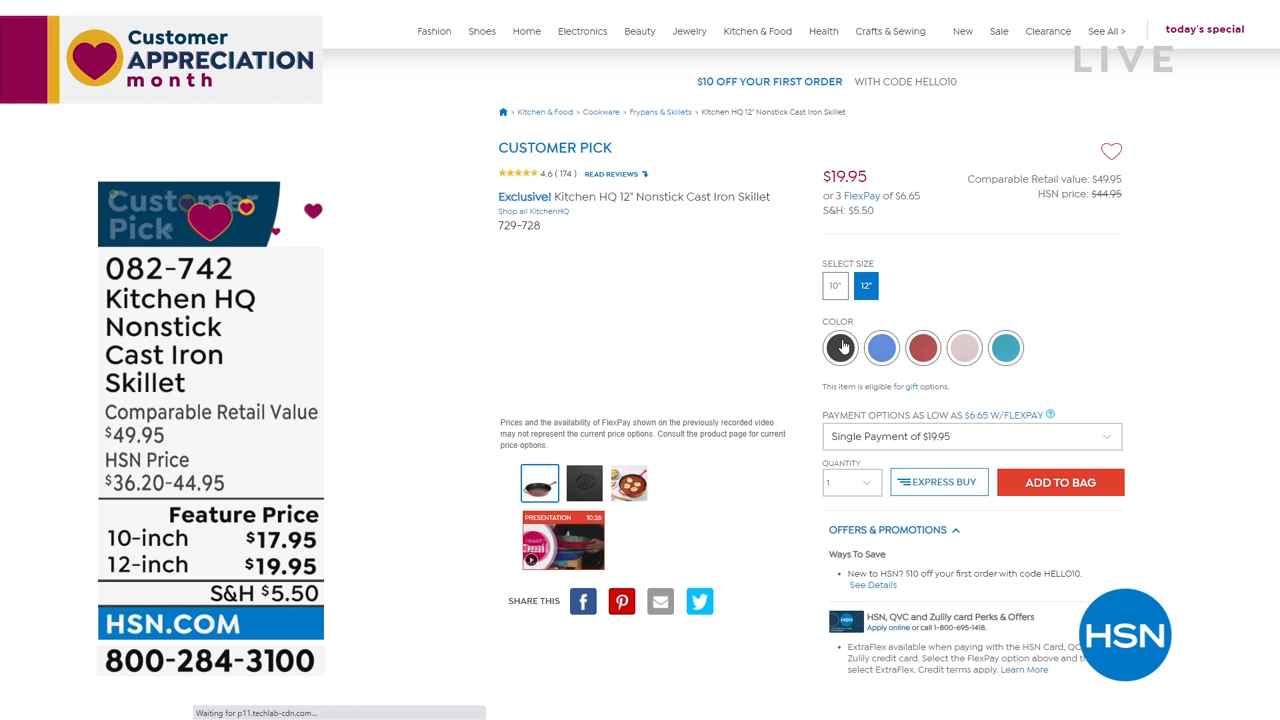 Customer
APPRECIATION
month
Fashion Shoes Home Electronics Beauty Jewelry Kitchen & Food Health Crafts & Sewing New Sale Clearance See All > today's special
LIVE
$10 OFF YOUR FIRST ORDER WITH CODE HELLO10
> Kitchen & Food > Cookware > Frypans & Skillets > Kitchen HQ 12" Nonstick Cast Iron Skillet
CUSTOMER PICK
4.6 ( 174 ) READ REVIEWS
Exclusive! Kitchen HQ 12" Nonstick Cast Iron Skillet
Shop all KitchenHQ
729-728
$19.95
or 3 FlexPay of $6.65
S&H: $5.50
Comparable Retail value: $49.95
HSN price: $44.95
SELECT SIZE
10"
12"
COLOR
This item is eligible for gift options.
PAYMENT OPTIONS AS LOW AS $6.65 W/FLEXPAY ?
Single Payment of $19.95
QUANTITY
1
EXPRESS BUY
ADD TO BAG
OFFERS & PROMOTIONS
Ways To Save
• New to HSN? $10 off your first order with code HELLO10.
See Details
HSN, QVC and Zulily card Perks & Offers
Apply online or call 1-800-695-1418.
• ExtraFlex available when paying with the HSN Card, QC
Zulily credit card. Select the FlexPay option above and
select ExtraFlex. Credit terms apply. Learn More
HSN
Prices and the availability of FlexPay shown on the previously recorded video
may not represent the current price options. Consult the product page for current
price options.
PRESENTATION 10:26
SHARE THIS
Customer
Pick
082-742
Kitchen HQ
Nonstick
Cast Iron
Skillet
Comparable Retail Value
$49.95
HSN Price
$36.20-44.95
Feature Price
10-inch $17.95
12-inch $19.95
S&H $5.50
HSN.COM
800-284-3100
Waiting for p11.techlab-cdn.com...